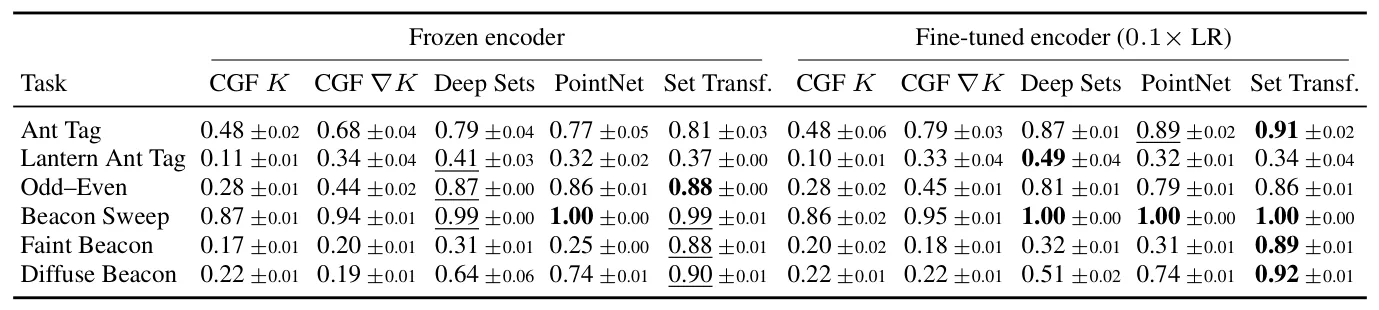 Frozen encoder Fine-tuned encoder (0.1× LR)
Task CGF K CGF ∇K Deep Sets PointNet Set Transf. CGF K CGF ∇K Deep Sets PointNet Set Transf.
Ant Tag 0.48 ±0.02 0.68 ±0.04 0.79 ±0.04 0.77 ±0.05 0.81 ±0.03 0.48 ±0.06 0.79 ±0.03 0.87 ±0.01 0.89 ±0.02 0.91 ±0.02
Lantern Ant Tag 0.11 ±0.01 0.34 ±0.04 0.41 ±0.03 0.32 ±0.02 0.37 ±0.00 0.10 ±0.01 0.33 ±0.04 0.49 ±0.04 0.32 ±0.01 0.34 ±0.04
Odd–Even 0.28 ±0.01 0.44 ±0.02 0.87 ±0.00 0.86 ±0.01 0.88 ±0.00 0.28 ±0.02 0.45 ±0.01 0.81 ±0.01 0.79 ±0.01 0.86 ±0.01
Beacon Sweep 0.87 ±0.01 0.94 ±0.01 0.99 ±0.00 1.00 ±0.00 0.99 ±0.01 0.86 ±0.02 0.95 ±0.01 1.00 ±0.00 1.00 ±0.00 1.00 ±0.00
Faint Beacon 0.17 ±0.01 0.20 ±0.01 0.31 ±0.01 0.25 ±0.00 0.88 ±0.01 0.20 ±0.02 0.18 ±0.01 0.32 ±0.01 0.31 ±0.01 0.89 ±0.01
Diffuse Beacon 0.22 ±0.01 0.19 ±0.01 0.64 ±0.06 0.74 ±0.01 0.90 ±0.01 0.22 ±0.01 0.22 ±0.01 0.51 ±0.02 0.74 ±0.01 0.92 ±0.01